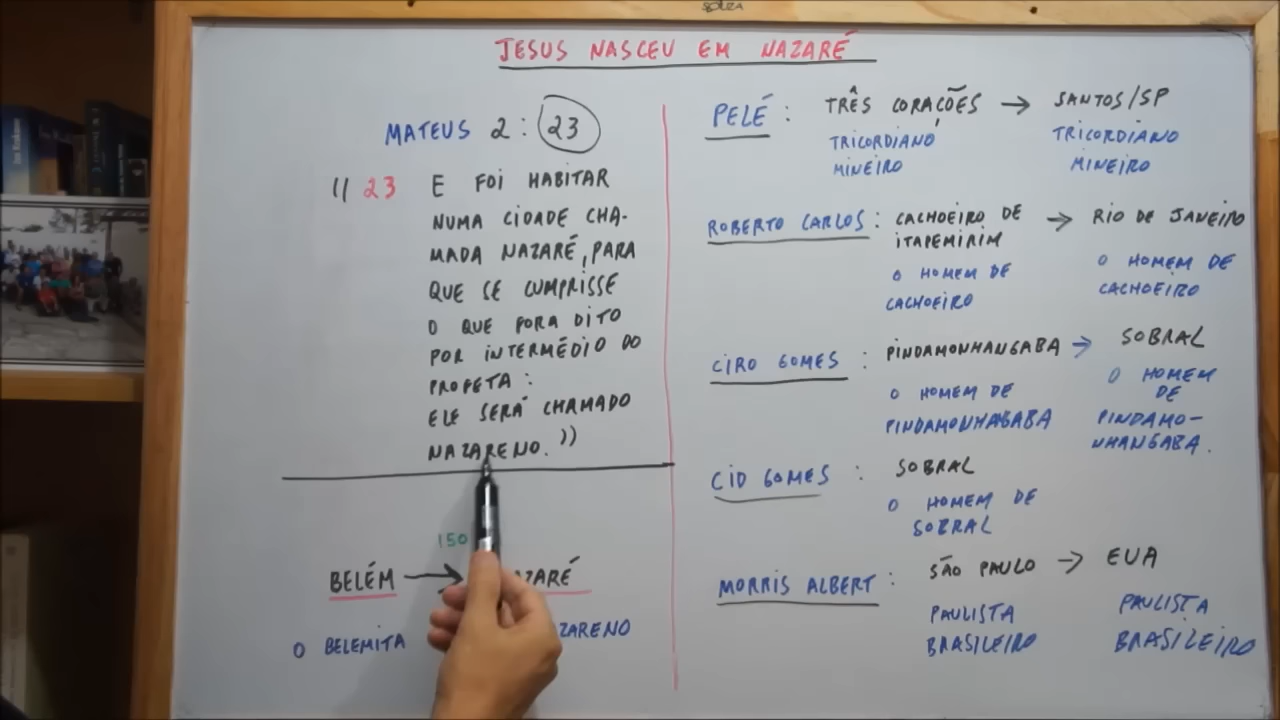 SOUZA
JESUS NASCEU EM NAZARÉ
MATEUS 2:23
" 23 E FOI HABITAR
NUMA CIDADE CHA-
MADA NAZARÉ, PARA
QUE SE CUMPRISSE
O QUE FORA DITO
POR INTERMÉDIO DO
PROFETA:
ELE SERÁ CHAMADO
NAZARENO. "
150
BELÉM → AZARÉ
O BELEMITA ZARENO
PELÉ: TRÊS CORAÇÕES → SANTOS/SP
TRICORDIANO TRICORDIANO
MINEIRO MINEIRO
ROBERTO CARLOS: CACHOEIRO DE → RIO DE JANEIRO
ITAPEMIRIM
O HOMEM DE O HOMEM DE
CACHOEIRO CACHOEIRO
CIRO GOMES: PINDAMONHANGABA → SOBRAL
O HOMEM DE O HOMEM
DE
PINDAMONHAGABA PINDAMO-
NHANGABA.
CID GOMES: SOBRAL
O HOMEM DE
SOBRAL
MORRIS ALBERT: SÃO PAULO → EUA
PAULISTA PAULISTA
BRASILEIRO BRASILEIRO